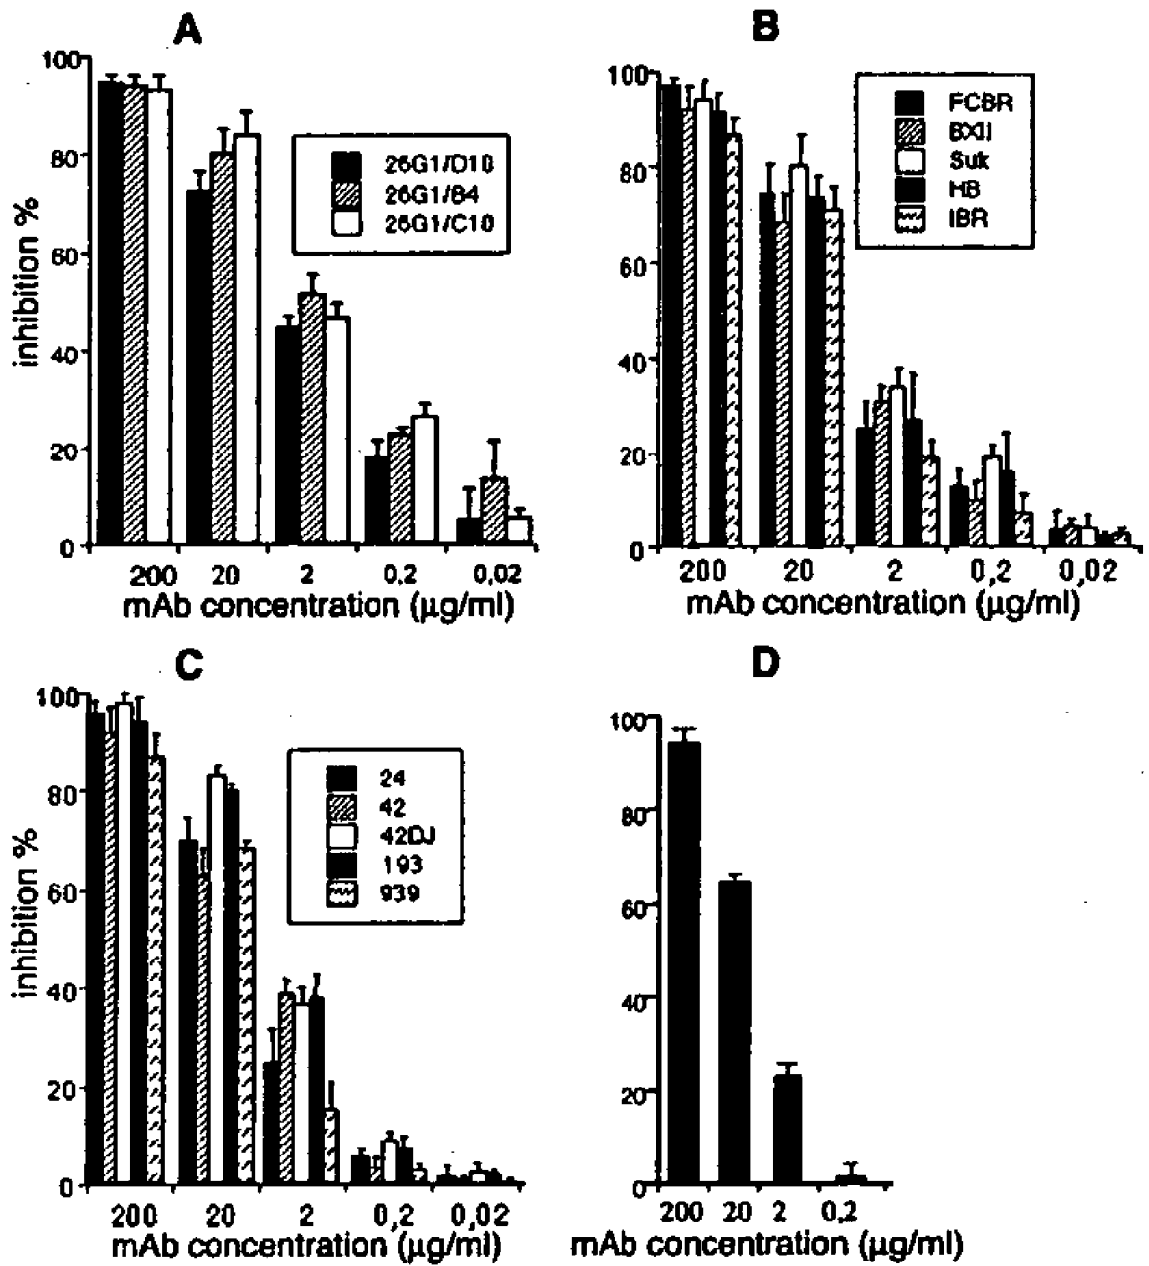 A
100
80
60
40
20
0
inhibition %
26G1/D10
26G1/B4
26G1/C10
200 20 2 0,2 0,02
mAb concentration (μg/ml)
B
100
80
60
40
20
0
FCBR
BXII
Suk
HB
IBR
200 20 2 0,2 0,02
mAb concentration (μg/ml)
C
100
80
60
40
20
0
inhibition %
24
42
42DJ
193
939
200 20 2 0,2 0,02
mAb concentration (μg/ml)
D
100
80
60
40
20
0
200 20 2 0,2
mAb concentration (μg/ml)